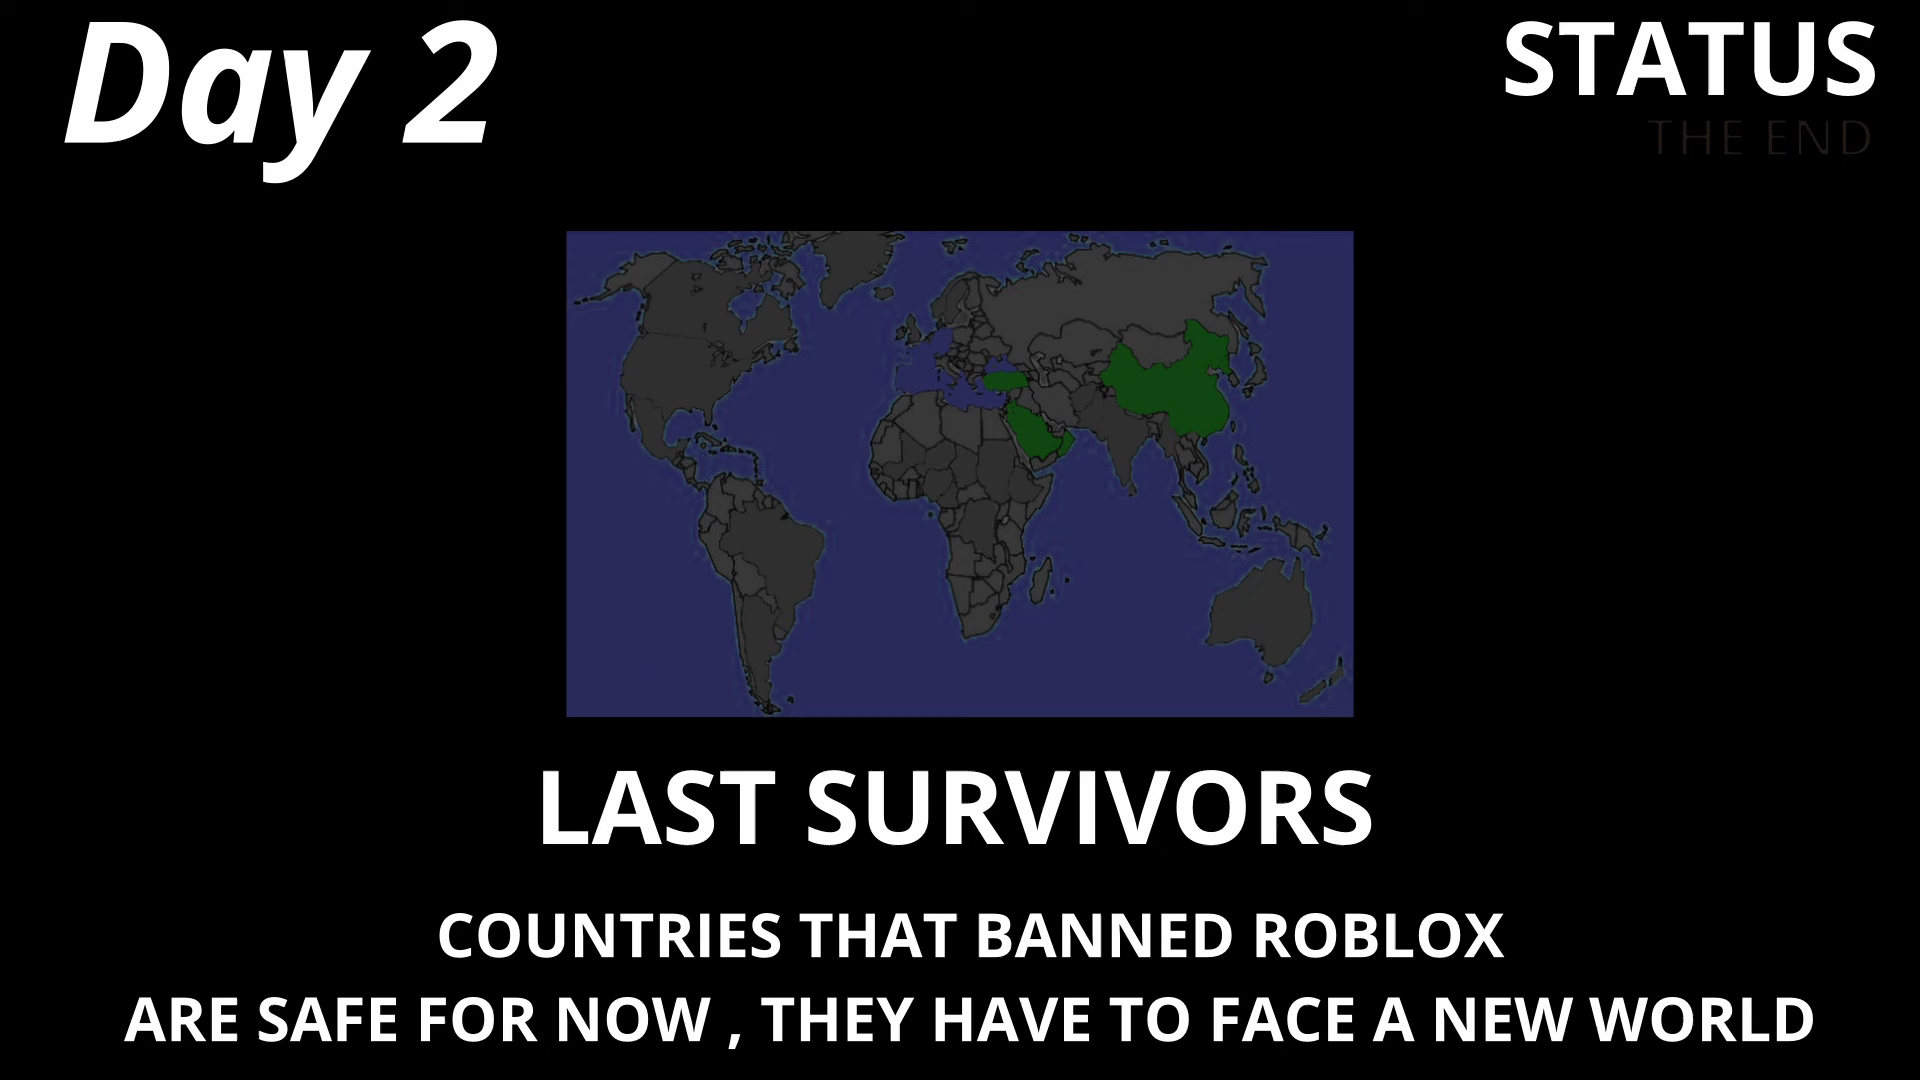 Day 2
STATUS
THE END
LAST SURVIVORS
COUNTRIES THAT BANNED ROBLOX
ARE SAFE FOR NOW , THEY HAVE TO FACE A NEW WORLD